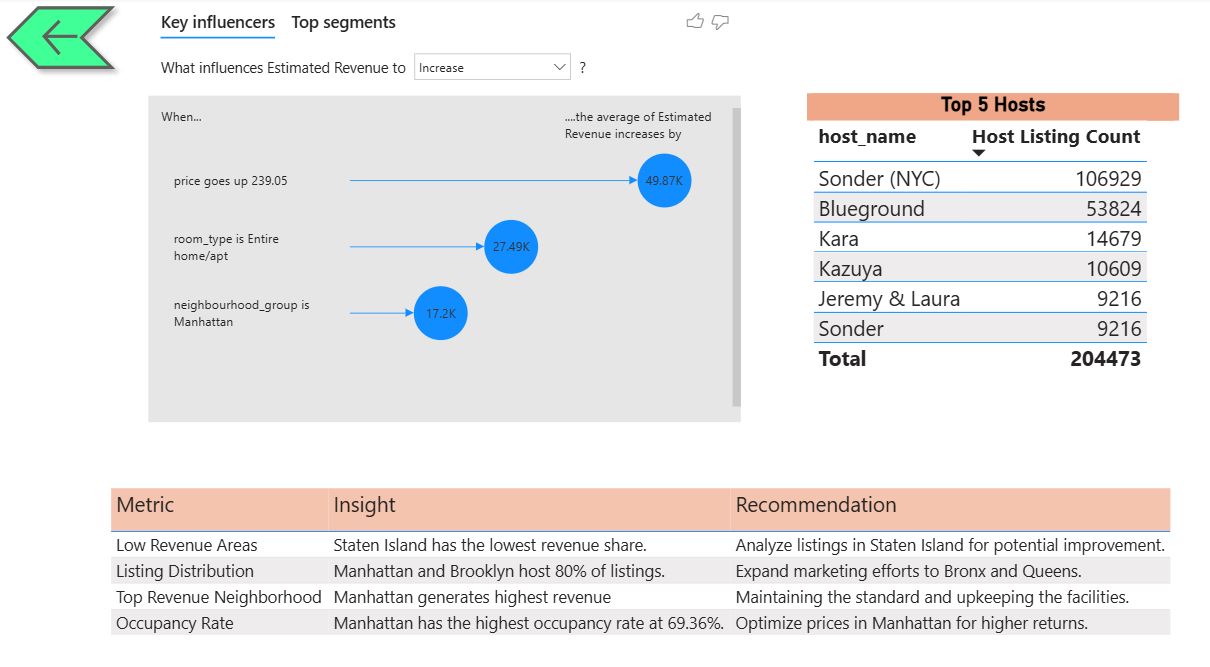 Key influencers Top segments
What influences Estimated Revenue to Increase ?
When...
....the average of Estimated
Revenue increases by
price goes up 239.05
49.87K
room_type is Entire
home/apt
27.49K
neighbourhood_group is
Manhattan
17.2K
Top 5 Hosts
host_name Host Listing Count
Sonder (NYC) 106929
Blueground 53824
Kara 14679
Kazuya 10609
Jeremy & Laura 9216
Sonder 9216
Total 204473
Metric Insight Recommendation
Low Revenue Areas Staten Island has the lowest revenue share. Analyze listings in Staten Island for potential improvement.
Listing Distribution Manhattan and Brooklyn host 80% of listings. Expand marketing efforts to Bronx and Queens.
Top Revenue Neighborhood Manhattan generates highest revenue Maintaining the standard and upkeeping the facilities.
Occupancy Rate Manhattan has the highest occupancy rate at 69.36%. Optimize prices in Manhattan for higher returns.